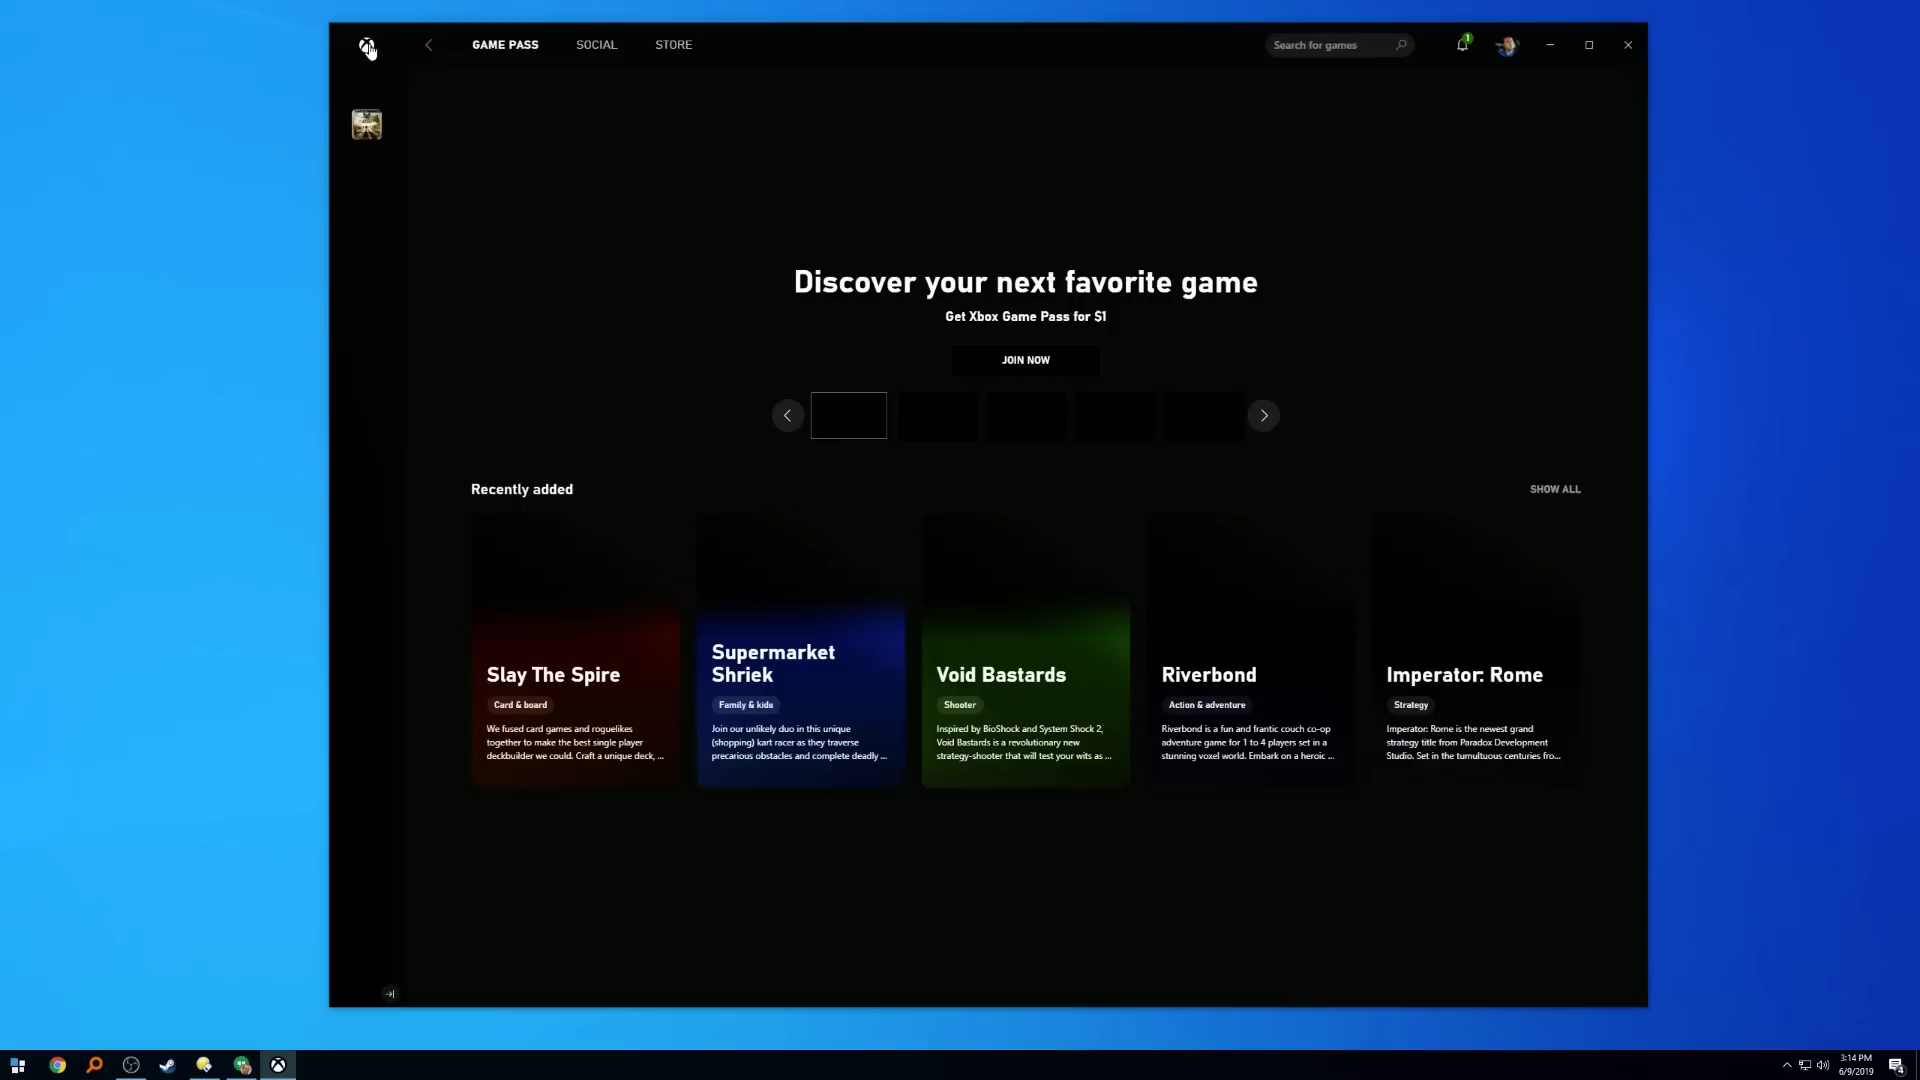 GAME PASS SOCIAL STORE Search for games 1
Discover your next favorite game
Get Xbox Game Pass for $1
JOIN NOW
Recently added SHOW ALL
Slay The Spire
Card & board
We fused card games and roguelikes
together to make the best single player
deckbuilder we could. Craft a unique deck, ...
Supermarket
Shriek
Family & kids
Join our unlikely duo in this unique
(shopping) kart racer as they traverse
precarious obstacles and complete deadly ...
Void Bastards
Shooter
Inspired by BioShock and System Shock 2,
Void Bastards is a revolutionary new
strategy-shooter that will test your wits as ...
Riverbond
Action & adventure
Riverbond is a fun and frantic couch co-op
adventure game for 1 to 4 players set in a
stunning voxel world. Embark on a heroic ...
Imperator: Rome
Strategy
Imperator: Rome is the newest grand
strategy title from Paradox Development
Studio. Set in the tumultuous centuries fro...
3:14 PM
6/9/2019
4